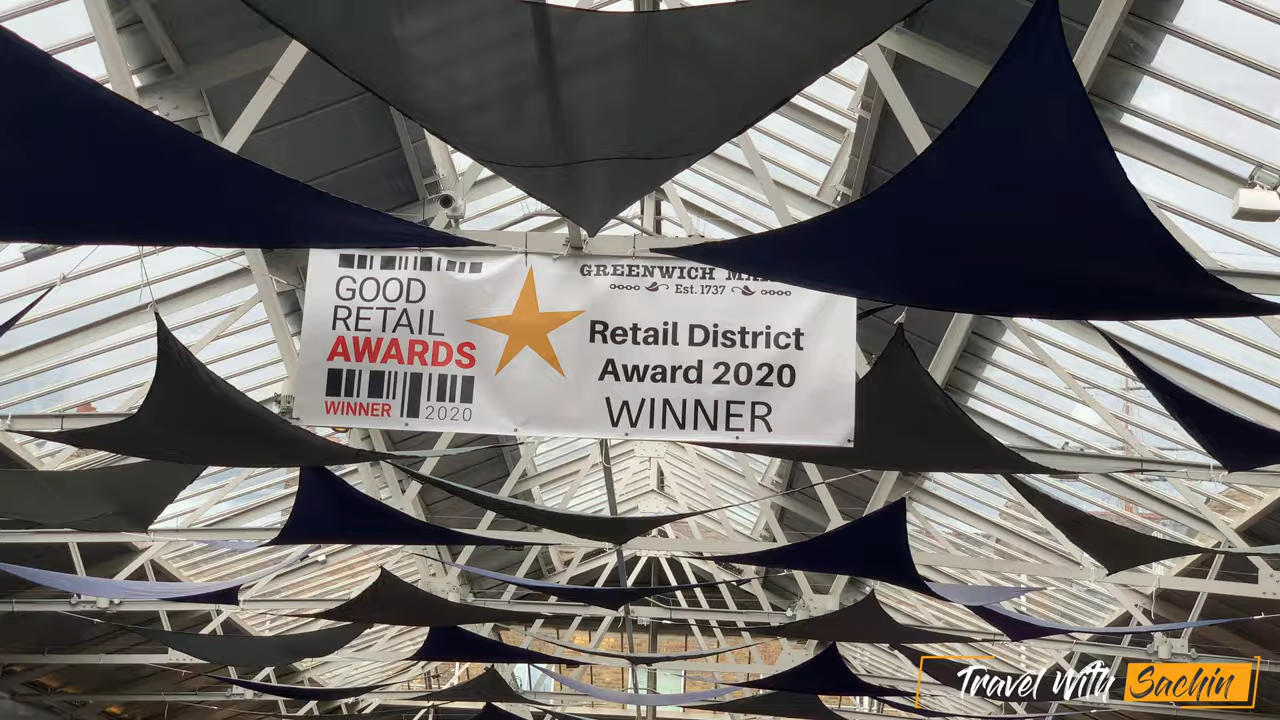 GOOD
RETAIL
AWARDS
WINNER 2020
GREENWICH
Est. 1737
Retail District
Award 2020
WINNER
Travel With Sachin